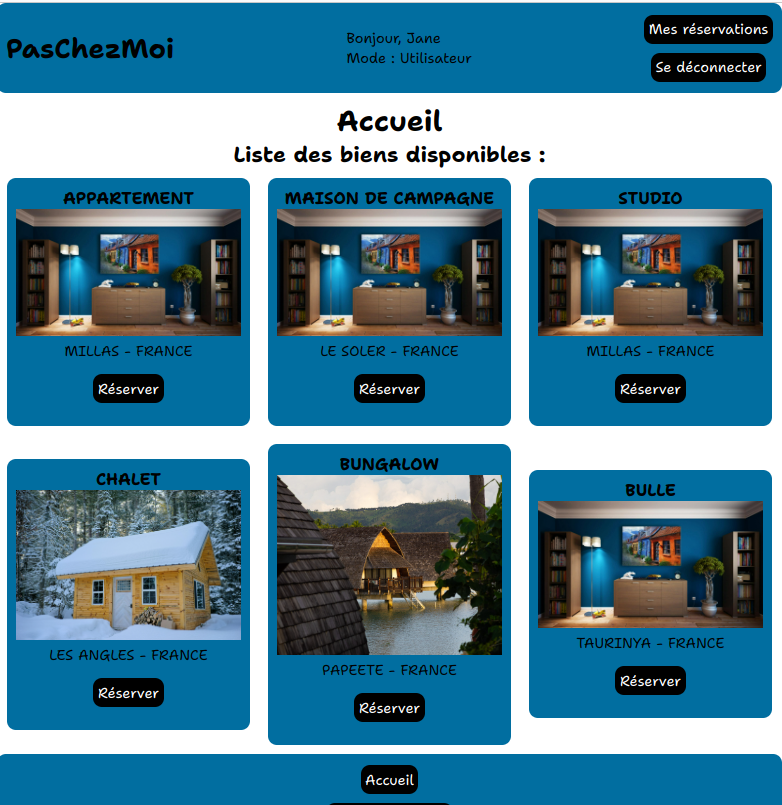 PasChezMoi
Bonjour, Jane
Mode : Utilisateur
Mes réservations
Se déconnecter
Accueil
Liste des biens disponibles :
APPARTEMENT
MILLAS - FRANCE
Réserver
MAISON DE CAMPAGNE
LE SOLER - FRANCE
Réserver
STUDIO
MILLAS - FRANCE
Réserver
CHALET
LES ANGLES - FRANCE
Réserver
BUNGALOW
PAPEETE - FRANCE
Réserver
BULLE
TAURINYA - FRANCE
Réserver
Accueil